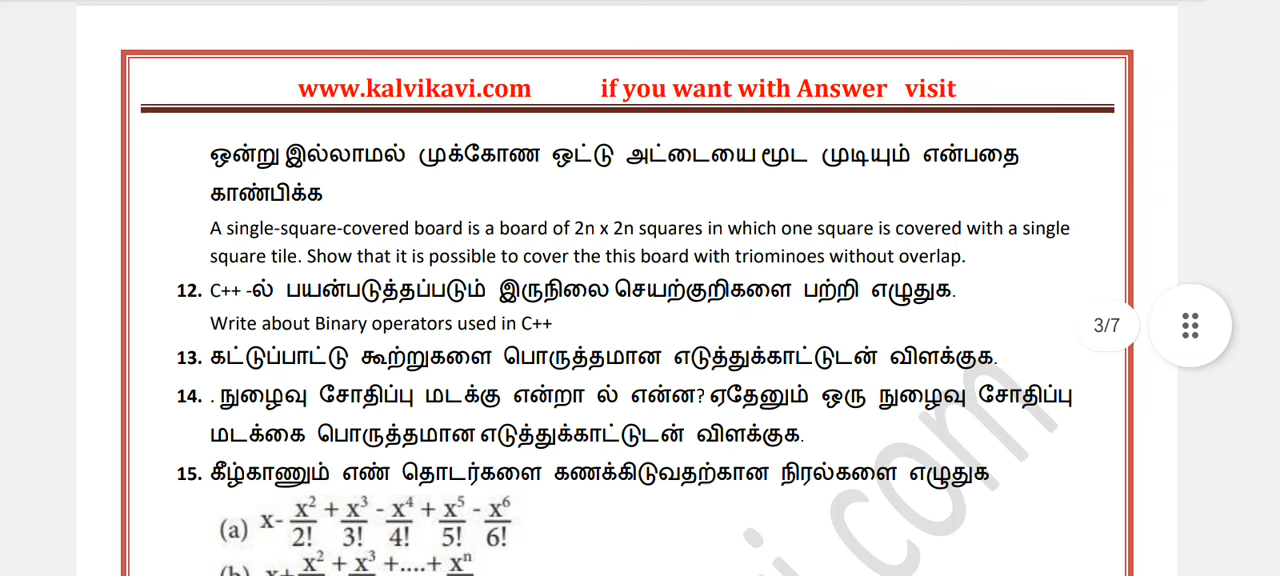 www.kalvikavi.com if you want with Answer visit
ஒன்று இல்லாமல் முக்கோண ஒட்டு அட்டையை மூட முடியும் என்பதை
காண்பிக்க
A single-square-covered board is a board of 2n x 2n squares in which one square is covered with a single
square tile. Show that it is possible to cover the this board with triominoes without overlap.
12. C++ -ல் பயன்படுத்தப்படும் இருநிலை செயற்குறிகளை பற்றி எழுதுக.
Write about Binary operators used in C++
3/7
13. கட்டுப்பாட்டு கூற்றுகளை பொருத்தமான எடுத்துக்காட்டுடன் விளக்குக.
14. . நுழைவு சோதிப்பு மடக்கு என்றா ல் என்ன? ஏதேனும் ஒரு நுழைவு சோதிப்பு
மடக்கை பொருத்தமான எடுத்துக்காட்டுடன் விளக்குக.
15. கீழ்காணும் எண் தொடர்களை கணக்கிடுவதற்கான நிரல்களை எழுதுக
(a) x- x²/2! + x³/3! - x⁴/4! + x⁵/5! - x⁶/6!
(b) x+ x² + x³ +....+ xⁿ